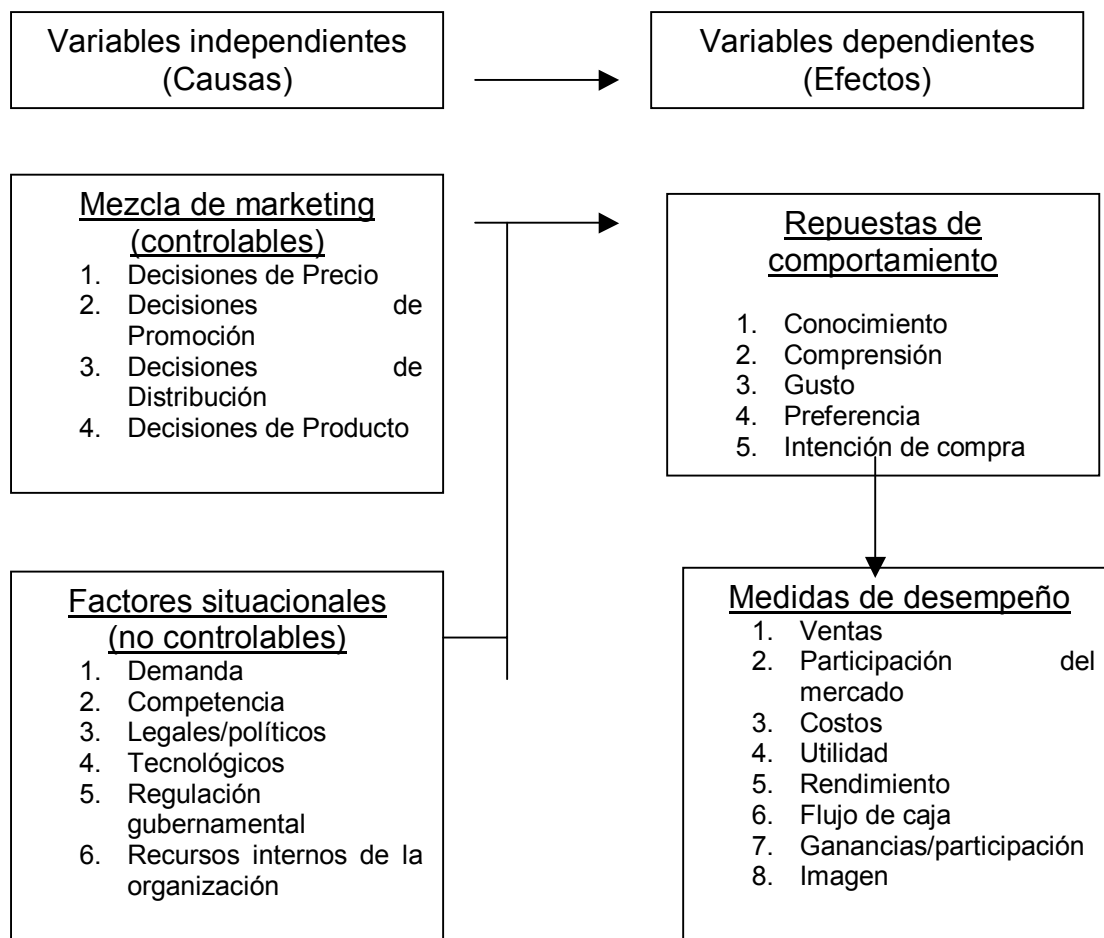 Variables independientes
(Causas)
Variables dependientes
(Efectos)
Mezcla de marketing
(controlables)
1. Decisiones de Precio
2. Decisiones de
Promoción
3. Decisiones de
Distribución
4. Decisiones de Producto
Repuestas de
comportamiento
1. Conocimiento
2. Comprensión
3. Gusto
4. Preferencia
5. Intención de compra
Factores situacionales
(no controlables)
1. Demanda
2. Competencia
3. Legales/políticos
4. Tecnológicos
5. Regulación
gubernamental
6. Recursos internos de la
organización
Medidas de desempeño
1. Ventas
2. Participación del
mercado
3. Costos
4. Utilidad
5. Rendimiento
6. Flujo de caja
7. Ganancias/participación
8. Imagen